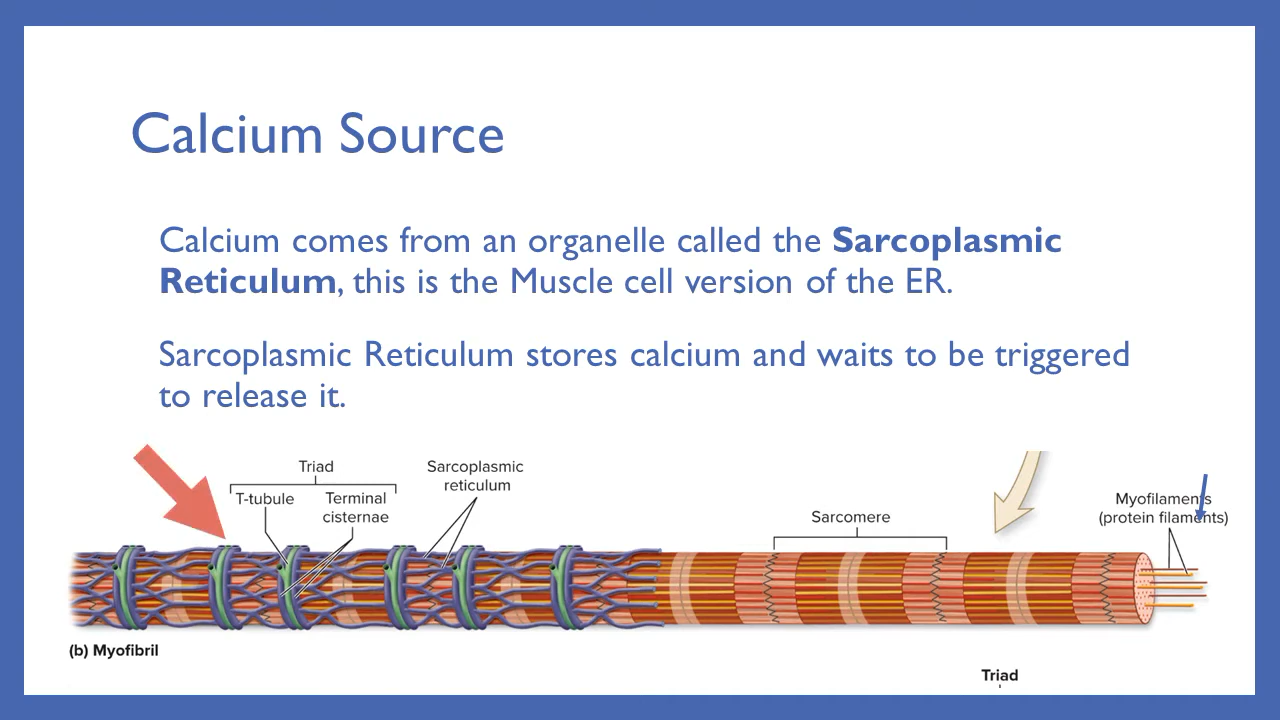 Calcium Source
Calcium comes from an organelle called the Sarcoplasmic
Reticulum, this is the Muscle cell version of the ER.
Sarcoplasmic Reticulum stores calcium and waits to be triggered
to release it.
Triad
T-tubule
Terminal
cisternae
Sarcoplasmic
reticulum
Sarcomere
Myofilaments
(protein filaments)
(b) Myofibril
Triad